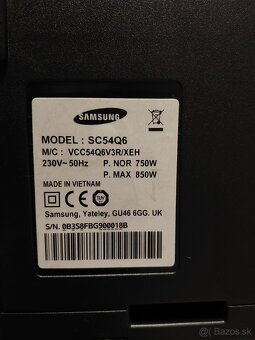 SAMSUNG
MODEL : SC54Q6
M/C : VCC54Q6V3R/XEH
230V~50Hz P. NOR 750W
P. MAX 850W
MADE IN VIETNAM
Samsung, Yateley, GU46 6GG. UK
S/N. 0B3S8FBG900018B
Bazos.sk